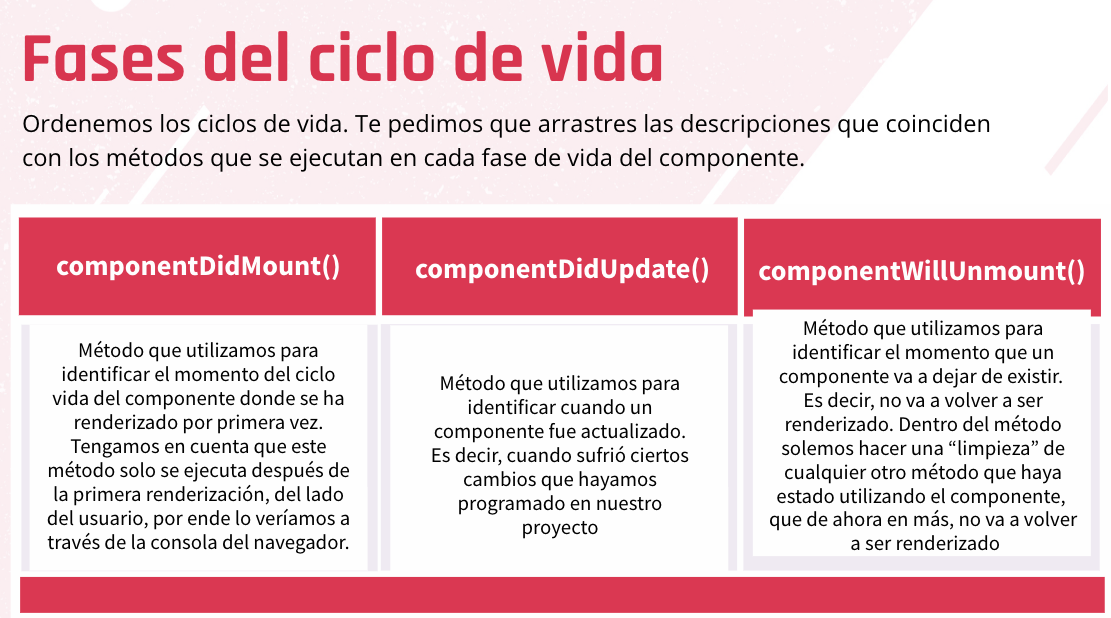 Fases del ciclo de vida
Ordenemos los ciclos de vida. Te pedimos que arrastres las descripciones que coinciden
con los métodos que se ejecutan en cada fase de vida del componente.
componentDidMount()
Método que utilizamos para
identificar el momento del ciclo
vida del componente donde se ha
renderizado por primera vez.
Tengamos en cuenta que este
método solo se ejecuta después de
la primera renderización, del lado
del usuario, por ende lo veríamos a
través de la consola del navegador.
componentDidUpdate()
Método que utilizamos para
identificar cuando un
componente fue actualizado.
Es decir, cuando sufrió ciertos
cambios que hayamos
programado en nuestro
proyecto
componentWillUnmount()
Método que utilizamos para
identificar el momento que un
componente va a dejar de existir.
Es decir, no va a volver a ser
renderizado. Dentro del método
solemos hacer una “limpieza” de
cualquier otro método que haya
estado utilizando el componente,
que de ahora en más, no va a volver
a ser renderizado